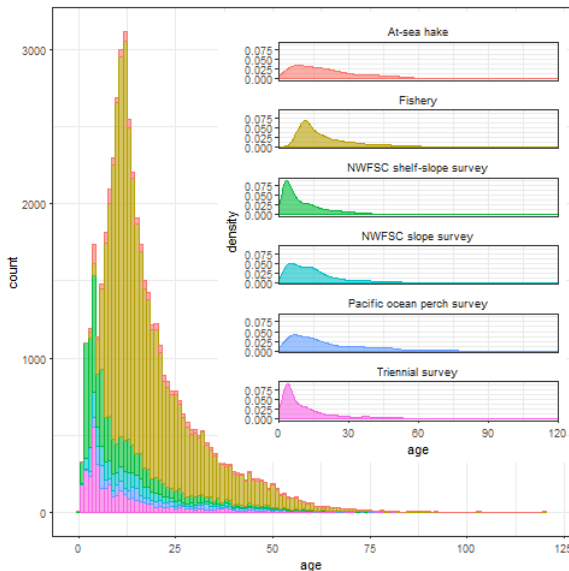 At-sea hake
3000
0.075
0.050
0.025
0.000
Fishery
0.075
0.050
0.025
0.000
NWFSC shelf-slope survey
0.075
0.050
0.025
0.000
2000
density
NWFSC slope survey
0.075
0.050
0.025
0.000
count
Pacific ocean perch survey
0.075
0.050
0.025
0.000
1000
Triennial survey
0.075
0.050
0.025
0.000
0 30 60 90 120
age
0
0 25 50 75 100 125
age